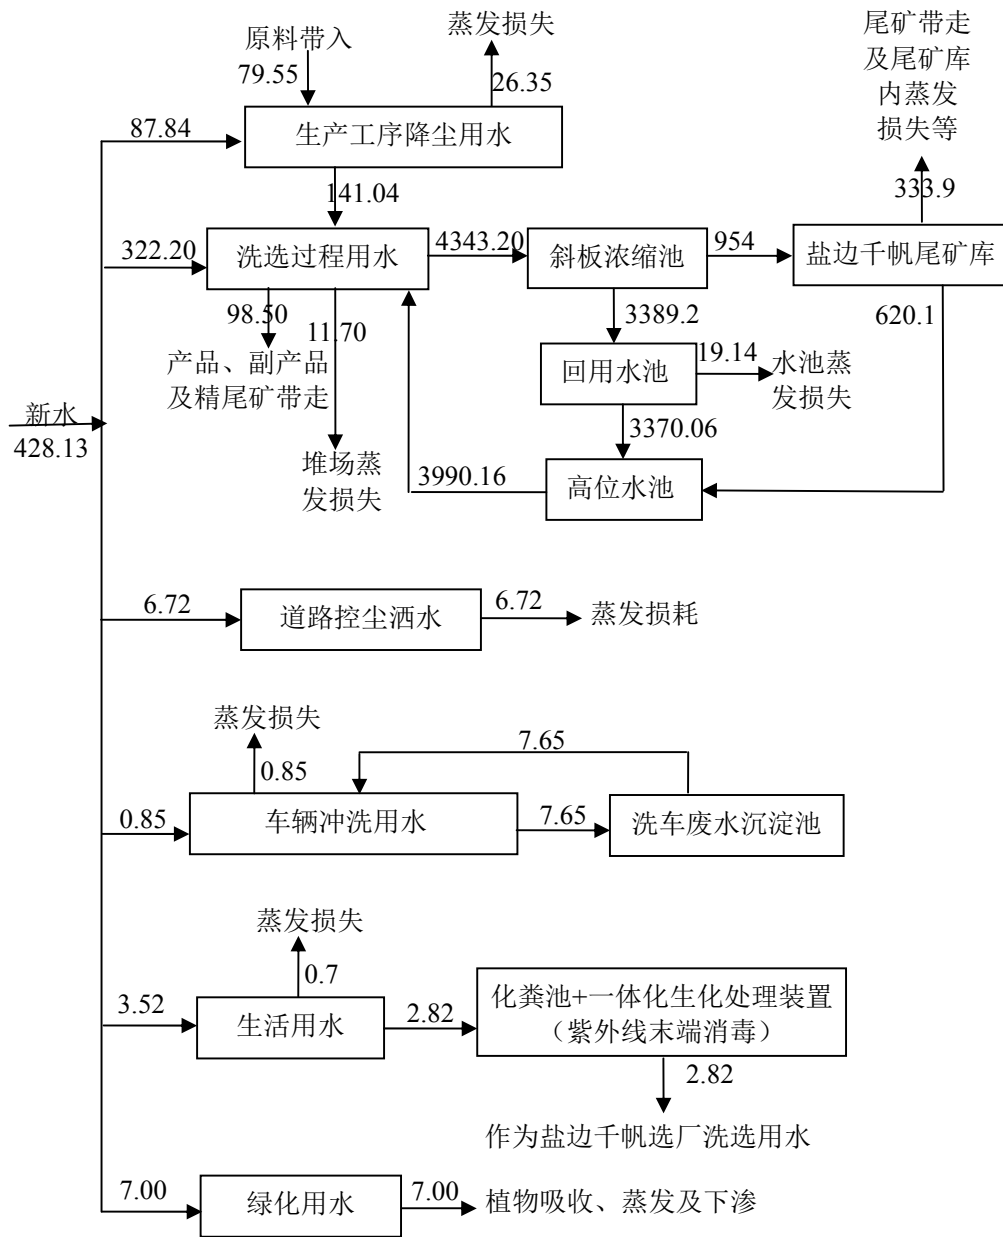 原料带入
79.55
蒸发损失
26.35
尾矿带走
及尾矿库
内蒸发
损失等
333.9
87.84
生产工序降尘用水
141.04
322.20
洗选过程用水
4343.20
斜板浓缩池
954
盐边千帆尾矿库
98.50
11.70
3389.2
620.1
产品、副产品
及精尾矿带走
回用水池
19.14
水池蒸
发损失
新水
428.13
3370.06
堆场蒸
发损失
3990.16
高位水池
6.72
道路控尘洒水
6.72
蒸发损耗
蒸发损失
0.85
7.65
0.85
车辆冲洗用水
7.65
洗车废水沉淀池
蒸发损失
0.7
3.52
生活用水
2.82
化粪池+一体化生化处理装置
（紫外线末端消毒）
2.82
作为盐边千帆选厂洗选用水
7.00
绿化用水
7.00
植物吸收、蒸发及下渗